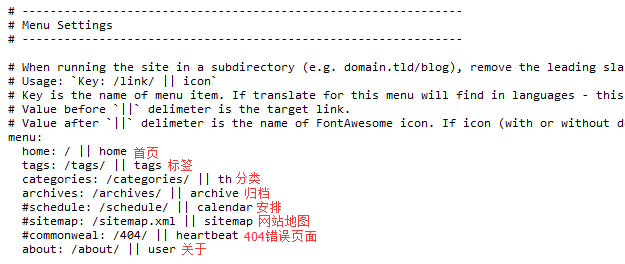 # ---------------------------------------------------------------
# Menu Settings
# ---------------------------------------------------------------
# When running the site in a subdirectory (e.g. domain.tld/blog), remove the leading sla
# Usage: `Key: /link/ || icon`
# Key is the name of menu item. If translate for this menu will find in languages - this
# Value before `||` delimeter is the target link.
# Value after `||` delimeter is the name of FontAwesome icon. If icon (with or without d
menu:
  home: / || home 首页
  tags: /tags/ || tags 标签
  categories: /categories/ || th 分类
  archives: /archives/ || archive 归档
  #schedule: /schedule/ || calendar 安排
  #sitemap: /sitemap.xml || sitemap 网站地图
  #commonweal: /404/ || heartbeat 404错误页面
  about: /about/ || user 关于